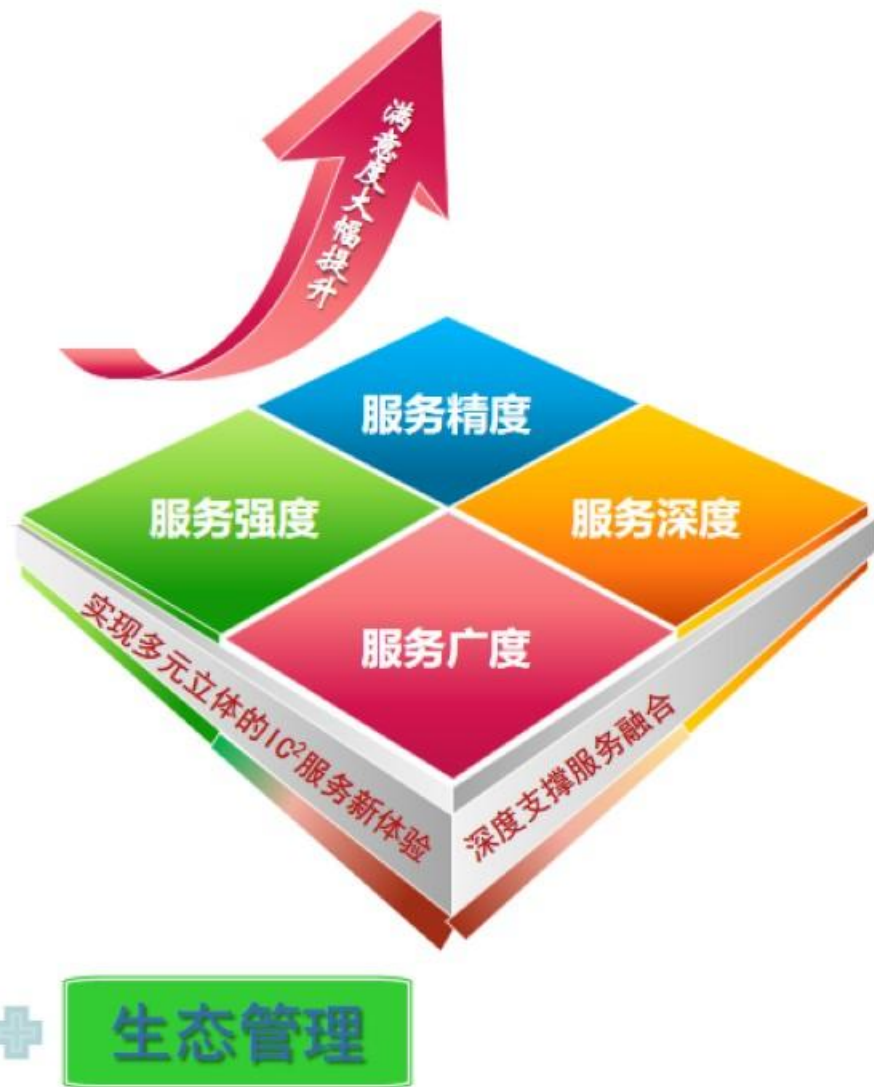 满意度大幅提升
服务精度
服务强度
服务深度
服务广度
实现多元立体的IC²服务新体验
深度支撑服务融合
生态管理